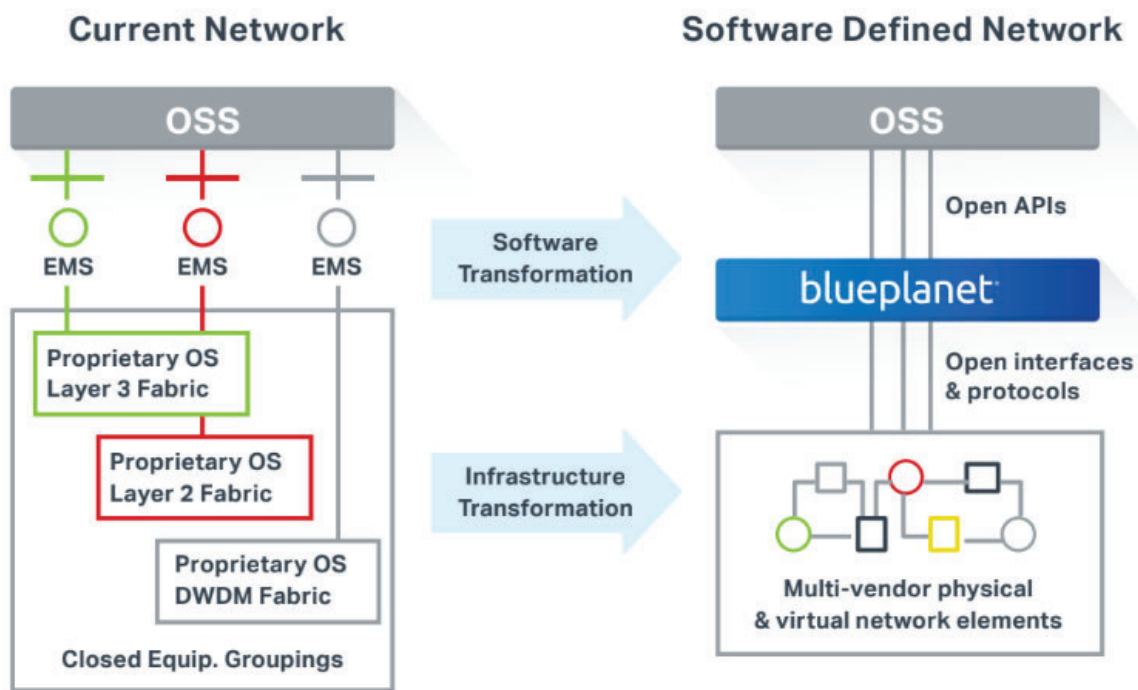 Current Network
Software Defined Network
OSS
OSS
EMS
EMS
EMS
Software
Transformation
Open APIs
blueplanet
Proprietary OS
Layer 3 Fabric
Open interfaces
& protocols
Proprietary OS
Layer 2 Fabric
Infrastructure
Transformation
Proprietary OS
DWDM Fabric
Multi-vendor physical
& virtual network elements
Closed Equip. Groupings